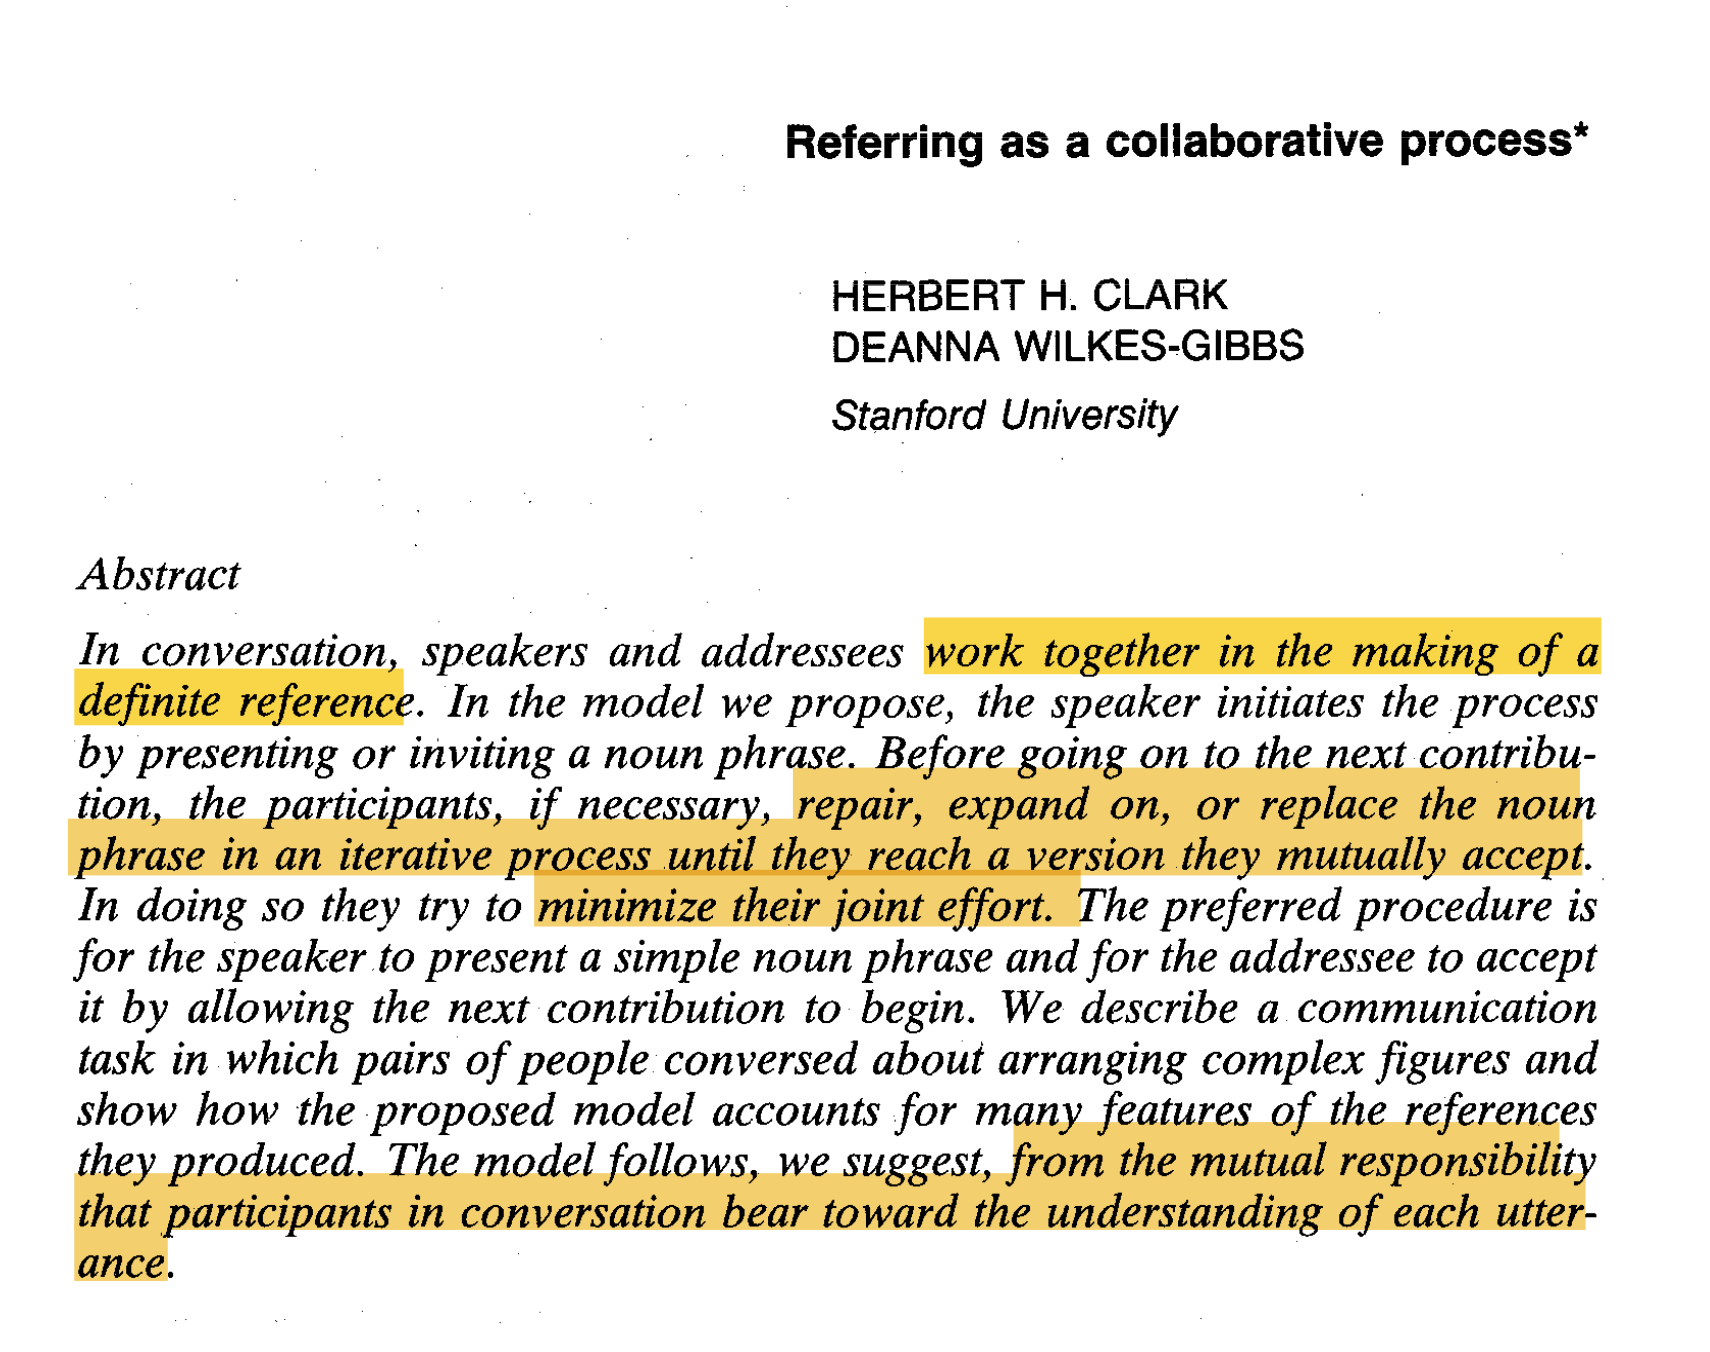 Referring as a collaborative process*
HERBERT H. CLARK
DEANNA WILKES-GIBBS
Stanford University
Abstract
In conversation, speakers and addressees work together in the making of a
definite reference. In the model we propose, the speaker initiates the process
by presenting or inviting a noun phrase. Before going on to the next contribu-
tion, the participants, if necessary, repair, expand on, or replace the noun
phrase in an iterative process until they reach a version they mutually accept.
In doing so they try to minimize their joint effort. The preferred procedure is
for the speaker to present a simple noun phrase and for the addressee to accept
it by allowing the next contribution to begin. We describe a communication
task in which pairs of people conversed about arranging complex figures and
show how the proposed model accounts for many features of the references
they produced. The model follows, we suggest, from the mutual responsibility
that participants in conversation bear toward the understanding of each utter-
ance.